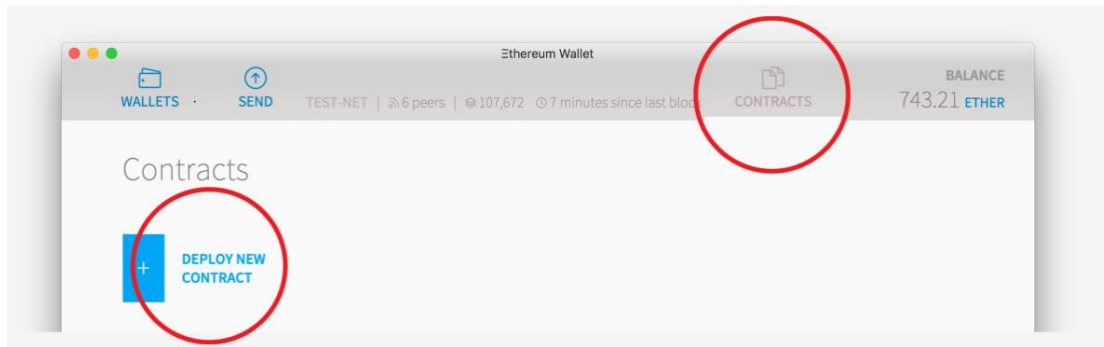 Ξthereum Wallet
WALLETS · SEND TEST-NET | 6 peers | 107,672 7 minutes since last block CONTRACTS BALANCE
743.21 ETHER
Contracts
+ DEPLOY NEW
CONTRACT